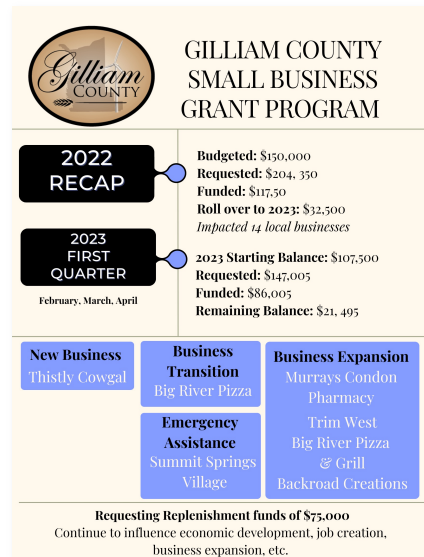 Gilliam
COUNTY
GILLIAM COUNTY
SMALL BUSINESS
GRANT PROGRAM
2022
RECAP
Budgeted: $150,000
Requested: $204, 350
Funded: $117,50
Roll over to 2023: $32,500
Impacted 14 local businesses
2023
FIRST
QUARTER
February, March, April
2023 Starting Balance: $107,500
Requested: $147,005
Funded: $86,005
Remaining Balance: $21, 495
New Business
Thistly Cowgal
Business
Transition
Big River Pizza
Emergency
Assistance
Summit Springs
Village
Business Expansion
Murrays Condon
Pharmacy
Trim West
Big River Pizza
& Grill
Backroad Creations
Requesting Replenishment funds of $75,000
Continue to influence economic development, job creation,
business expansion, etc.